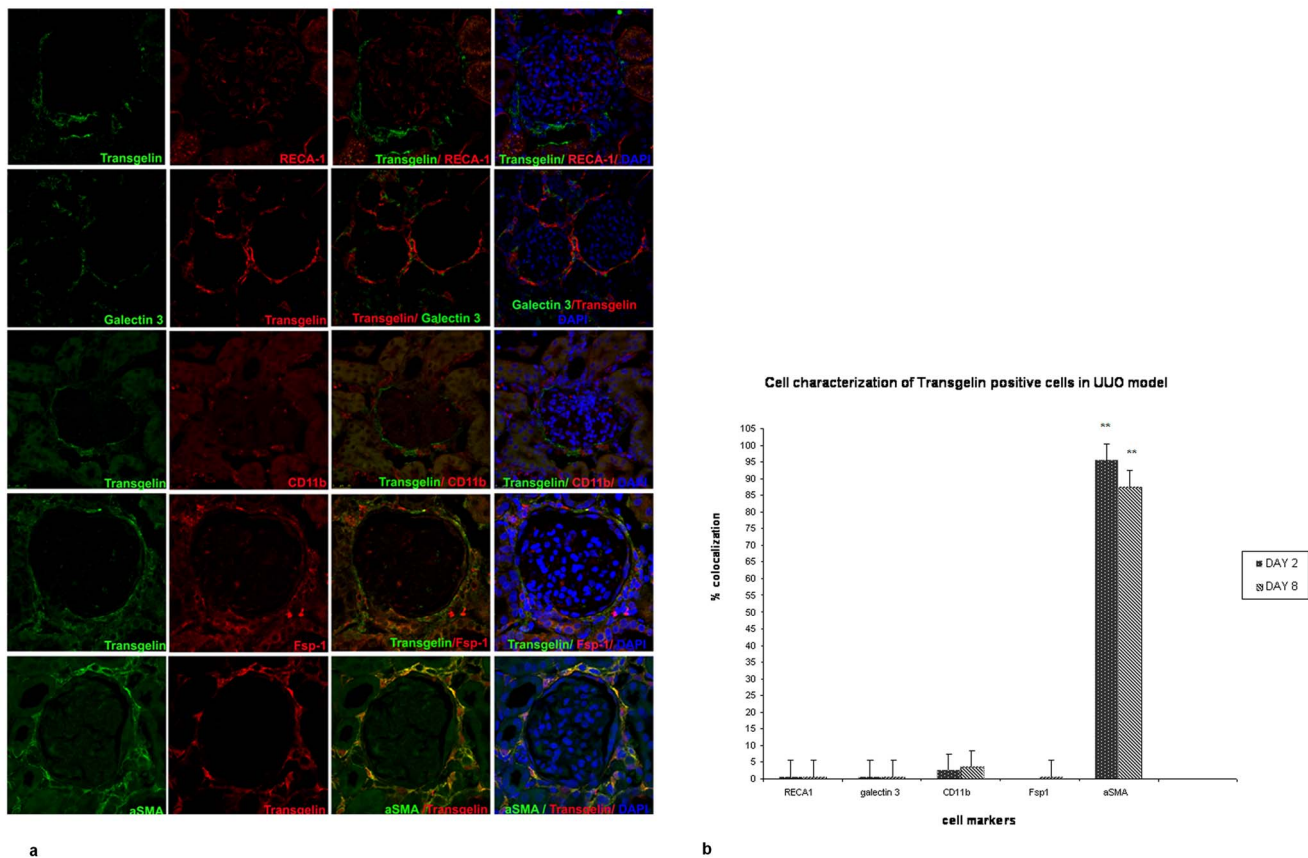 Transgelin
RECA-1
Transgelin/ RECA-1
Transgelin/ RECA-1/ DAPI
Galectin 3
Transgelin
Transgelin/ Galectin 3
Galectin 3/Transgelin
DAPI
Transgelin
CD11b
Transgelin/ CD11b
Transgelin/ CD11b/ DAPI
Transgelin
Fsp-1
Transgelin/Fsp-1
Transgelin/ Fsp-1/ DAPI
aSMA
Transgelin
aSMA /Transgelin
aSMA / Transgelin/ DAPI
a
Cell characterization of Transgelin positive cells in UUO model
% colocalization
105
100
95
90
85
80
75
70
65
60
55
50
45
40
35
30
25
20
15
10
5
0
**
**
RECA1
galectin 3
CD11b
Fsp1
aSMA
cell markers
DAY 2
DAY 8
b